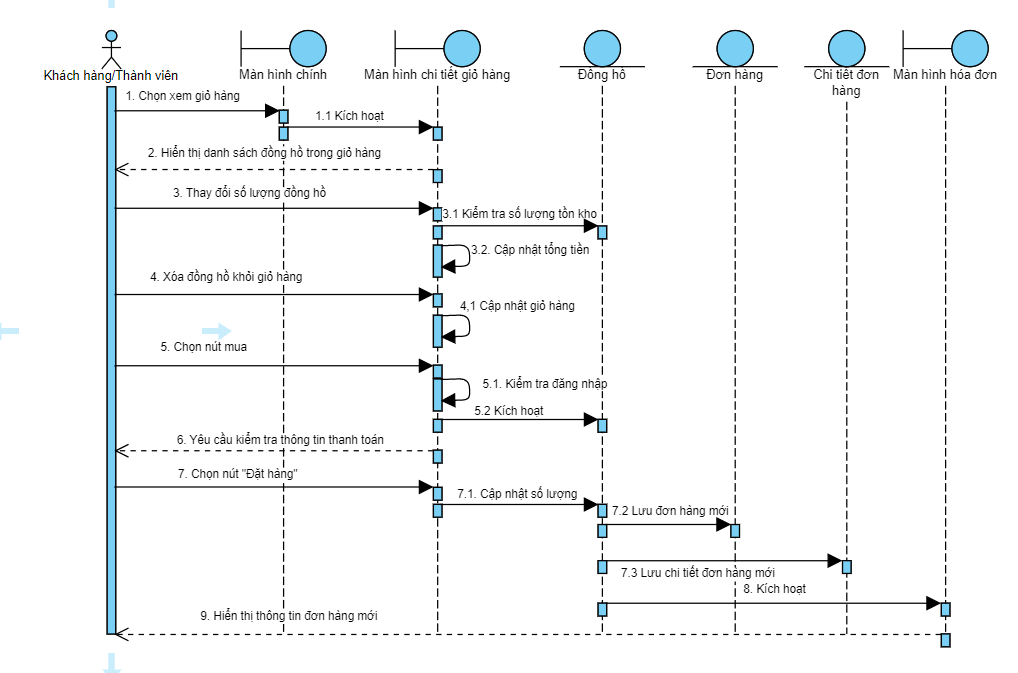 Khách hàng/Thành viên
Màn hình chính
Màn hình chi tiết giỏ hàng
Đồng hồ
Đơn hàng
Chi tiết đơn
hàng
Màn hình hóa đơn
1. Chọn xem giỏ hàng
1.1 Kích hoạt
2. Hiển thị danh sách đồng hồ trong giỏ hàng
3. Thay đổi số lượng đồng hồ
3.1 Kiểm tra số lượng tồn kho
3.2. Cập nhật tổng tiền
4. Xóa đồng hồ khỏi giỏ hàng
4,1 Cập nhật giỏ hàng
5. Chọn nút mua
5.1. Kiểm tra đăng nhập
5.2 Kích hoạt
6. Yêu cầu kiểm tra thông tin thanh toán
7. Chọn nút "Đặt hàng"
7.1. Cập nhật số lượng
7.2 Lưu đơn hàng mới
7.3 Lưu chi tiết đơn hàng mới
8. Kích hoạt
9. Hiển thị thông tin đơn hàng mới